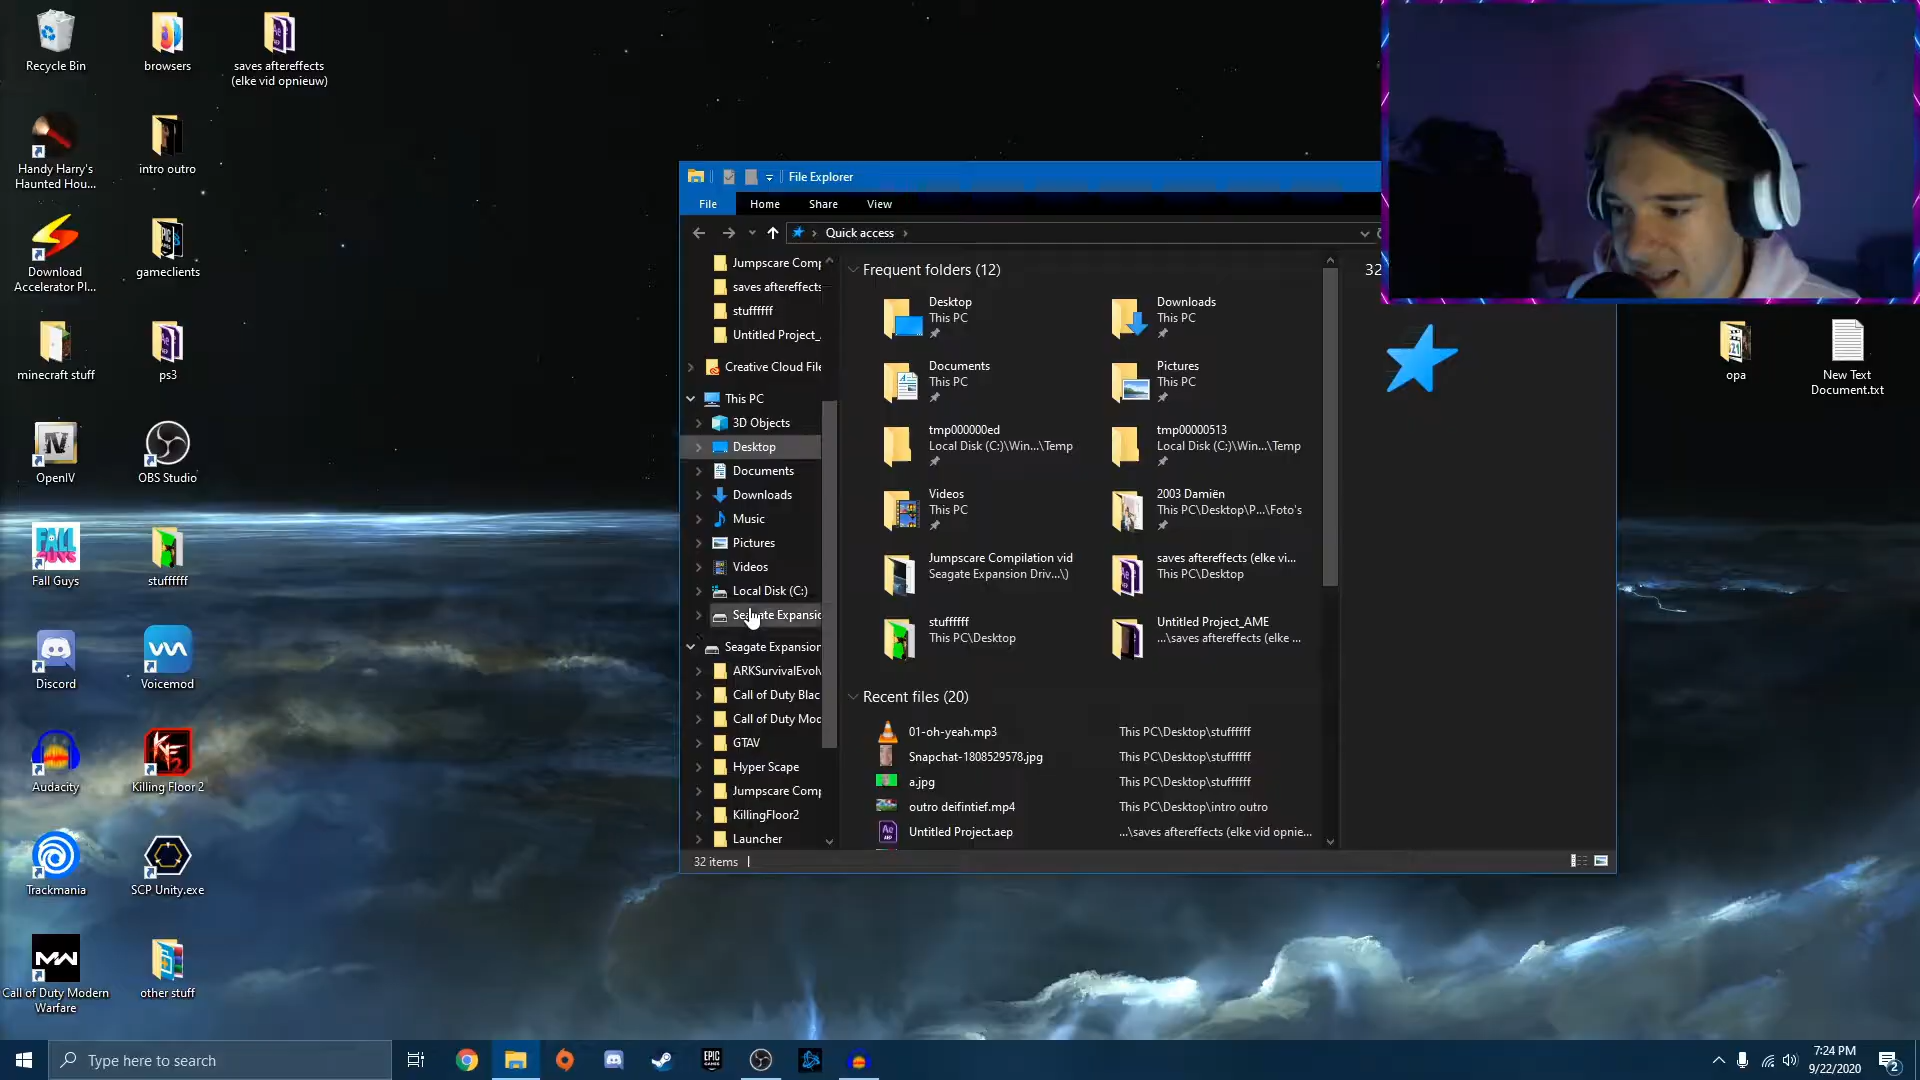 Recycle Bin
browsers
saves aftereffects
(elke vid opnieuw)
Handy Harry's
Haunted Hou...
intro outro
Download
Accelerator Pl...
EPIC
GAMES
gameclients
minecraft stuff
ps3
OpenIV
OBS Studio
FALL
GUYS
Fall Guys
stuffffff
Discord
Voicemod
Audacity
Killing Floor 2
Trackmania
SCP Unity.exe
Call of Duty Modern
Warfare
other stuff
opa
New Text
Document.txt
File Explorer
File
Home
Share
View
Quick access
Jumpscare Comp
saves aftereffects
stuffffff
Untitled Project_
Creative Cloud File
This PC
3D Objects
Desktop
Documents
Downloads
Music
Pictures
Videos
Local Disk (C:)
Seagate Expansio
Seagate Expansion
ARKSurvivalEvolv
Call of Duty Blac
Call of Duty Mod
GTAV
Hyper Scape
Jumpscare Comp
KillingFloor2
Launcher
Frequent folders (12)
Desktop
This PC
Downloads
This PC
Documents
This PC
Pictures
This PC
tmp000000ed
Local Disk (C:)\Win...\Temp
tmp00000513
Local Disk (C:)\Win...\Temp
Videos
This PC
2003 Damiën
This PC\Desktop\P...\Foto's
Jumpscare Compilation vid
Seagate Expansion Driv...\)
saves aftereffects (elke vi...
This PC\Desktop
stuffffff
This PC\Desktop
Untitled Project_AME
...\saves aftereffects (elke ...
Recent files (20)
01-oh-yeah.mp3 This PC\Desktop\stuffffff
Snapchat-1808529578.jpg This PC\Desktop\stuffffff
a.jpg This PC\Desktop\stuffffff
outro deifintief.mp4 This PC\Desktop\intro outro
Untitled Project.aep ...\saves aftereffects (elke vid opnie...
32
32 items
Type here to search
EPIC
GAMES
7:24 PM
9/22/2020
2